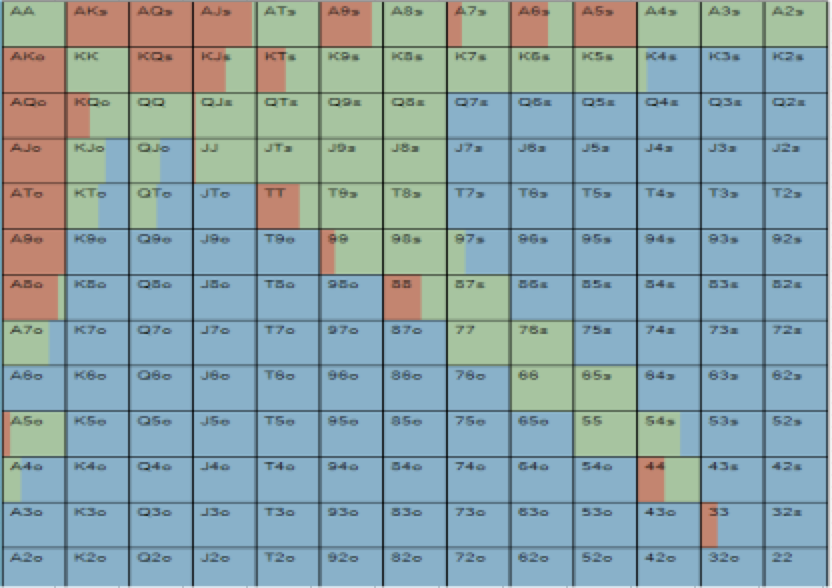 AA AKs AQs AJs ATs A9s A8s A7s A6s A5s A4s A3s A2s
AKo KK KQs KJs KTs K9s K8s K7s K6s K5s K4s K3s K2s
AQo KQo QQ QJs QTs Q9s Q8s Q7s Q6s Q5s Q4s Q3s Q2s
AJo KJo QJo JJ JTs J9s J8s J7s J6s J5s J4s J3s J2s
ATo KTo QTo JTo TT T9s T8s T7s T6s T5s T4s T3s T2s
A9o K9o Q9o J9o T9o 99 98s 97s 96s 95s 94s 93s 92s
A8o K8o Q8o J8o T8o 98o 88 87s 86s 85s 84s 83s 82s
A7o K7o Q7o J7o T7o 97o 87o 77 76s 75s 74s 73s 72s
A6o K6o Q6o J6o T6o 96o 86o 76o 66 65s 64s 63s 62s
A5o K5o Q5o J5o T5o 95o 85o 75o 65o 55 54s 53s 52s
A4o K4o Q4o J4o T4o 94o 84o 74o 64o 54o 44 43s 42s
A3o K3o Q3o J3o T3o 93o 83o 73o 63o 53o 43o 33 32s
A2o K2o Q2o J2o T2o 92o 82o 72o 62o 52o 42o 32o 22